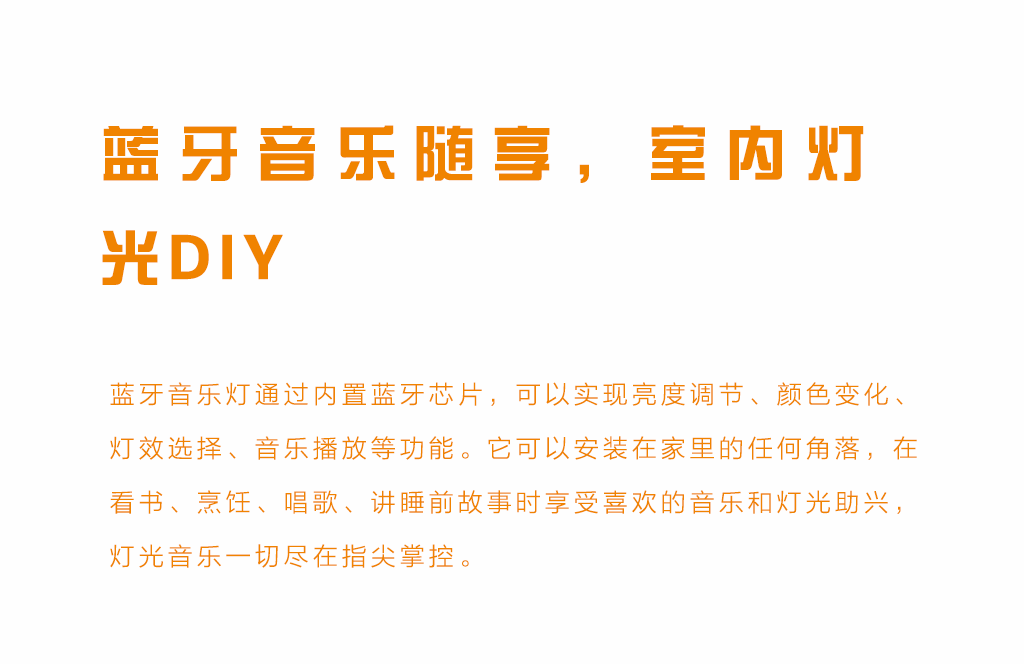 蓝牙音乐随享，室内灯
光DIY
蓝牙音乐灯通过内置蓝牙芯片，可以实现亮度调节、颜色变化、
灯效选择、音乐播放等功能。它可以安装在家里的任何角落，在
看书、烹饪、唱歌、讲睡前故事时享受喜欢的音乐和灯光助兴，
灯光音乐一切尽在指尖掌控。